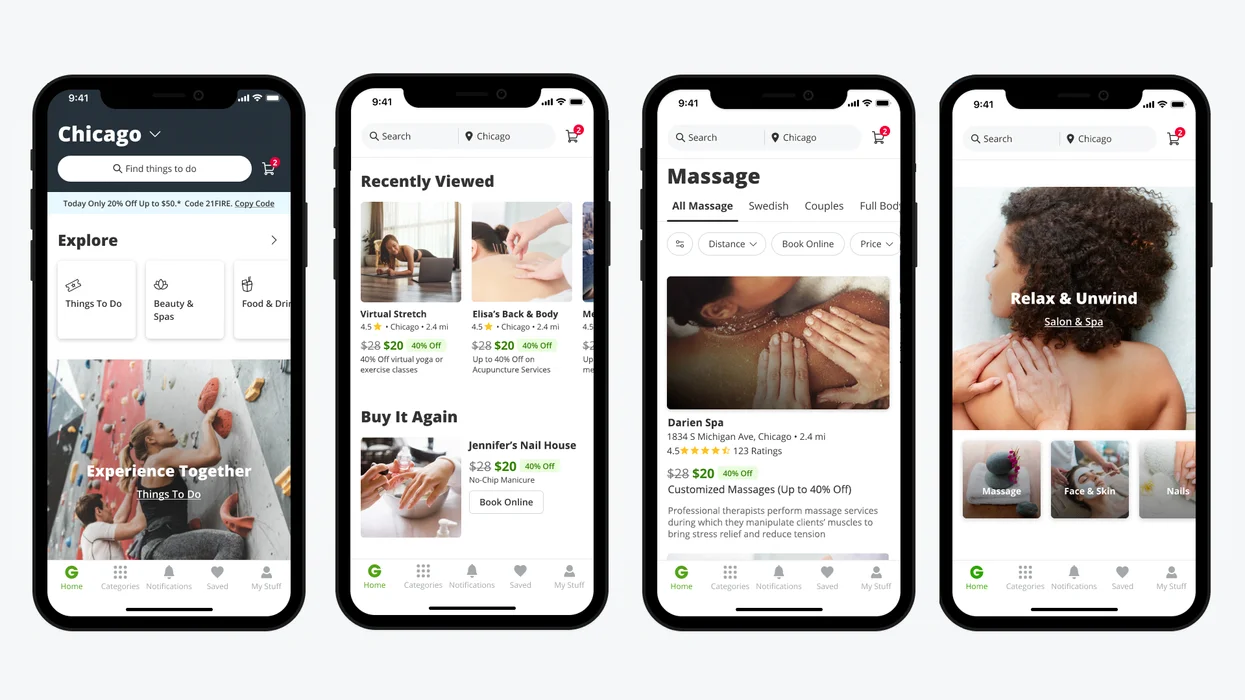 9:41
Chicago
Find things to do
2
Today Only 20% Off Up to $50.* Code 21FIRE. Copy Code
Explore
Things To Do
Beauty &
Spas
Food & Drin
Experience Together
Things To Do
G
Home
Categories
Notifications
Saved
My Stuff
9:41
Search
Chicago
2
Recently Viewed
Virtual Stretch
4.5 • Chicago • 2.4 mi
$28 $20 40% Off
40% Off virtual yoga or
exercise classes
Elisa's Back & Body
4.5 • Chicago • 2.4 mi
$28 $20 40% Off
Up to 40% Off on
Acupuncture Services
Me
4.5
$2
Up
me
Buy It Again
Jennifer's Nail House
$28 $20 40% Off
No-Chip Manicure
Book Online
G
Home
Categories
Notifications
Saved
My Stuff
9:41
Search
Chicago
2
Massage
All Massage
Swedish
Couples
Full Body
Distance
Book Online
Price
Darien Spa
1834 S Michigan Ave, Chicago • 2.4 mi
4.5 123 Ratings
$28 $20 40% Off
Customized Massages (Up to 40% Off)
Professional therapists perform massage services
during which they manipulate clients' muscles to
bring stress relief and reduce tension
G
Home
Categories
Notifications
Saved
My Stuff
9:41
Search
Chicago
2
Relax & Unwind
Salon & Spa
Massage
Face & Skin
Nails
G
Home
Categories
Notifications
Saved
My Stuff